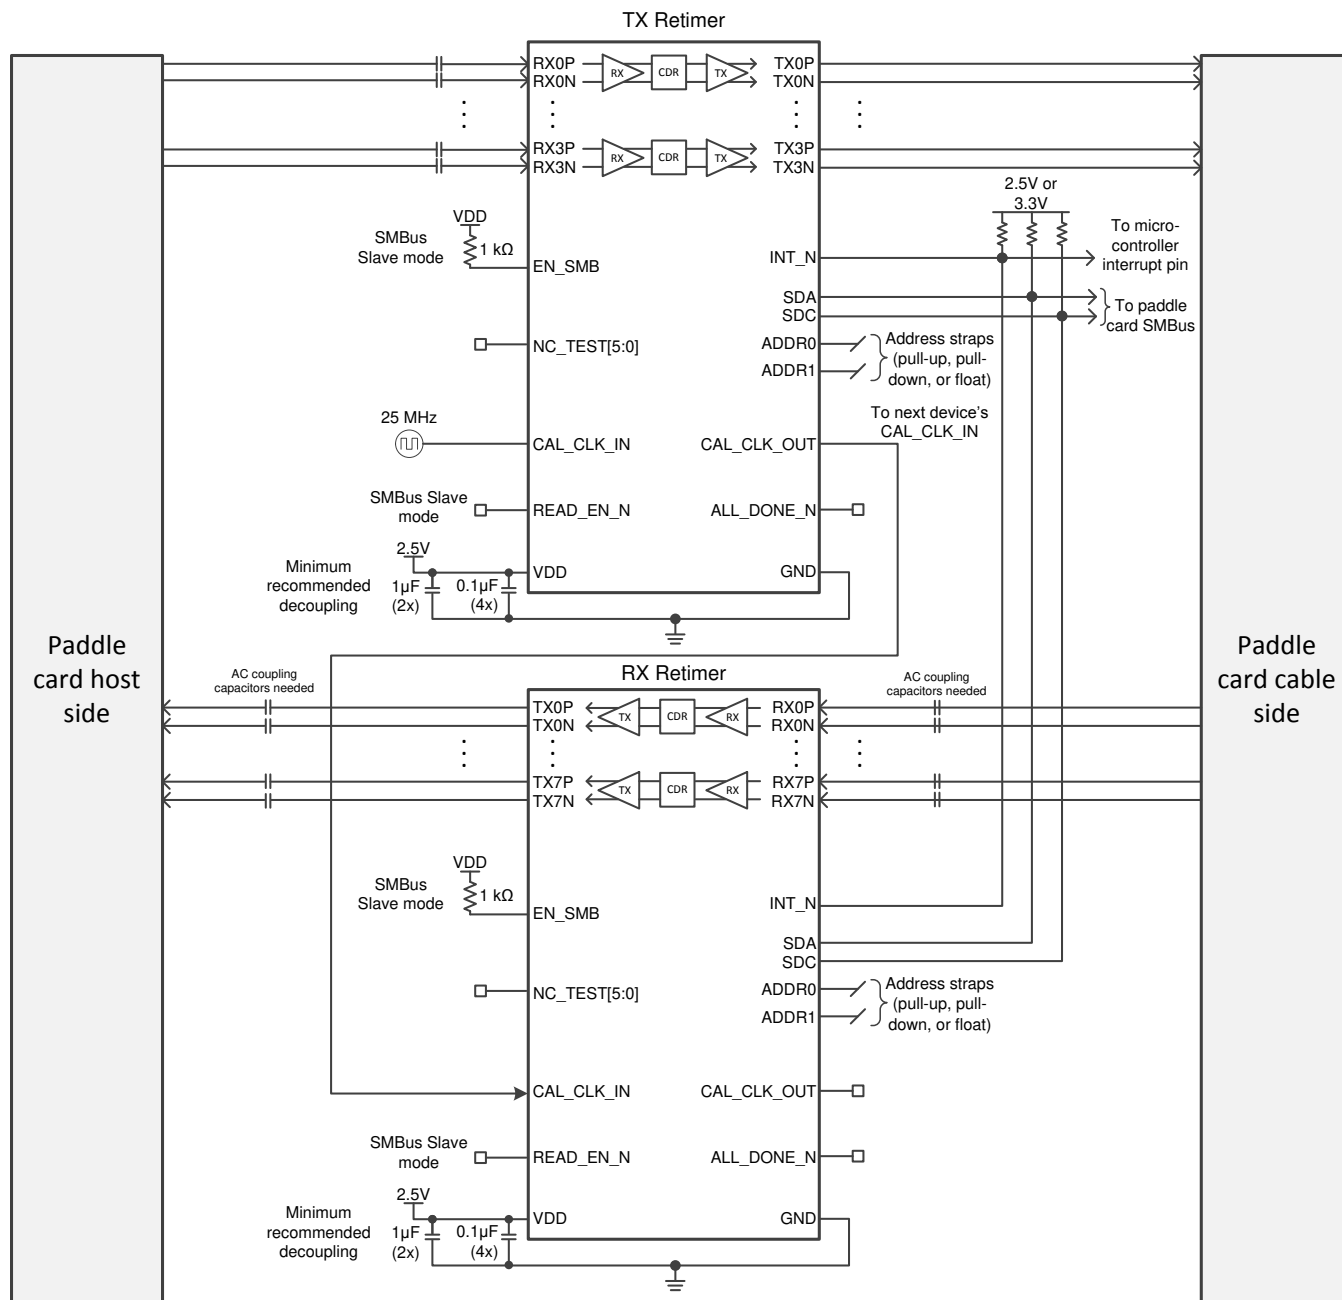 TX Retimer
RX0P
RX0N
RX
CDR
TX
TX0P
TX0N
RX3P
RX3N
RX
CDR
TX
TX3P
TX3N
VDD
SMBus
Slave mode
1 kΩ
EN_SMB
2.5V or
3.3V
INT_N
To micro-
controller
interrupt pin
SDA
SDC
To paddle
card SMBus
NC_TEST[5:0]
ADDR0
ADDR1
Address straps
(pull-up, pull-
down, or float)
25 MHz
CAL_CLK_IN
CAL_CLK_OUT
To next device's
CAL_CLK_IN
SMBus Slave
mode
READ_EN_N
ALL_DONE_N
2.5V
Minimum
recommended
decoupling
1µF
(2x)
0.1µF
(4x)
VDD
GND
Paddle
card host
side
Paddle
card cable
side
RX Retimer
AC coupling
capacitors needed
AC coupling
capacitors needed
TX0P
TX0N
TX
CDR
RX
RX0P
RX0N
TX7P
TX7N
TX
CDR
RX
RX7P
RX7N
VDD
SMBus
Slave mode
1 kΩ
EN_SMB
INT_N
SDA
SDC
NC_TEST[5:0]
ADDR0
ADDR1
Address straps
(pull-up, pull-
down, or float)
CAL_CLK_IN
CAL_CLK_OUT
SMBus Slave
mode
READ_EN_N
ALL_DONE_N
2.5V
Minimum
recommended
decoupling
1µF
(2x)
0.1µF
(4x)
VDD
GND